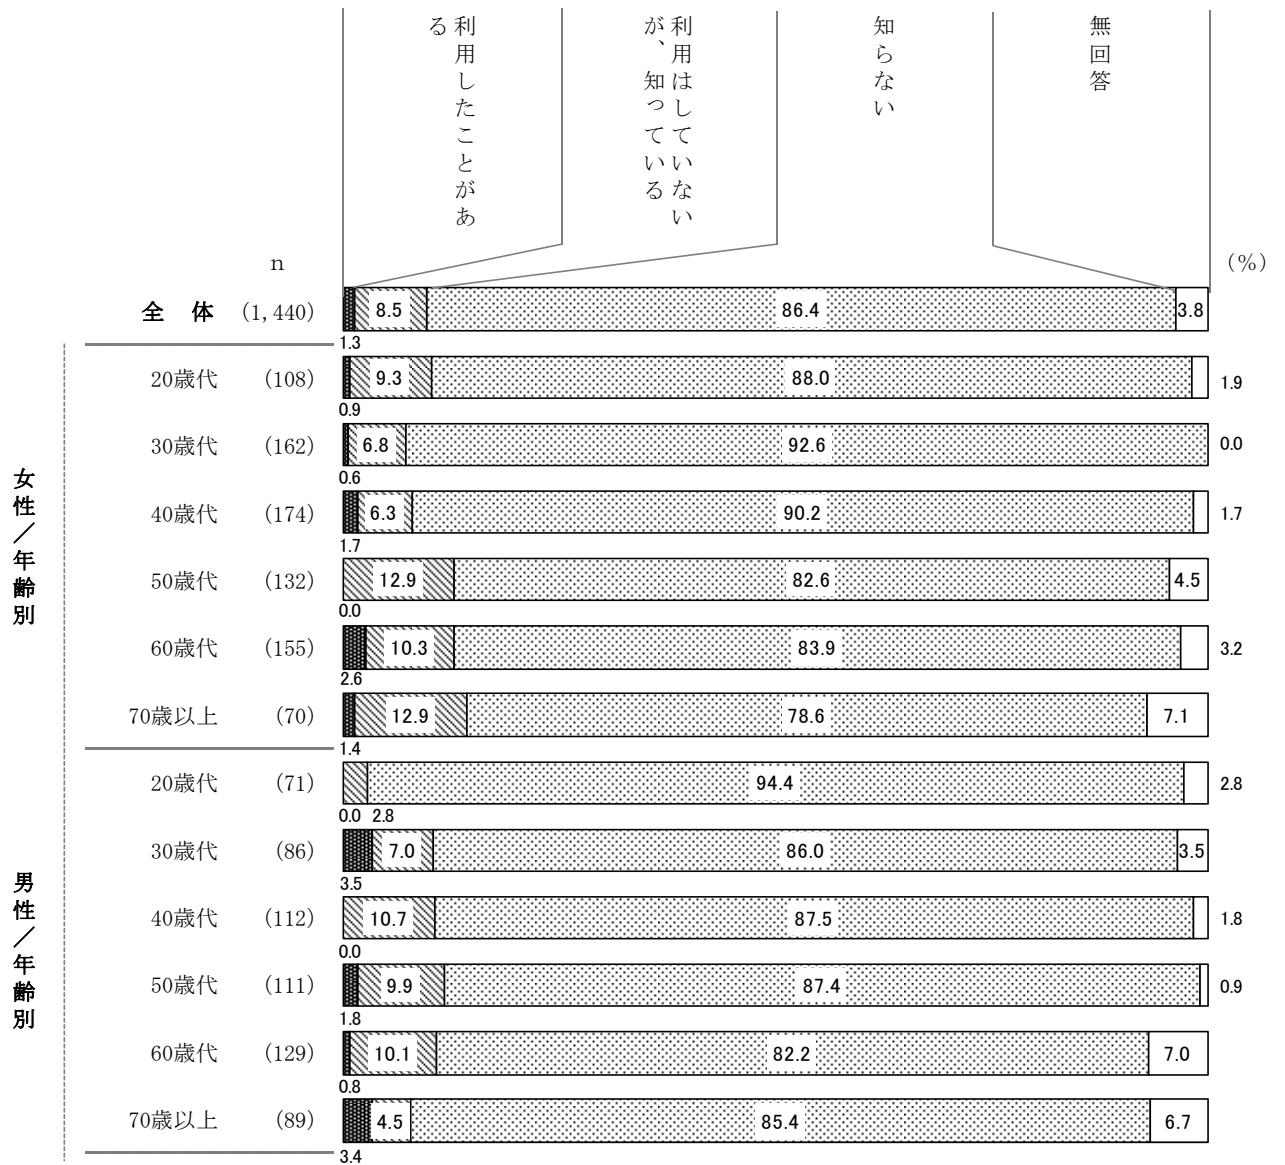 利用したことがあ
る
利用はしていない
が、知っている
知らない
無回答
n
(%)
全 体 (1,440) 8.5 86.4 3.8
1.3
20歳代 (108) 9.3 88.0 1.9
0.9
30歳代 (162) 6.8 92.6 0.0
0.6
40歳代 (174) 6.3 90.2 1.7
1.7
50歳代 (132) 12.9 82.6 4.5
0.0
60歳代 (155) 10.3 83.9 3.2
2.6
70歳以上 (70) 12.9 78.6 7.1
1.4
女性/年齢別
20歳代 (71) 94.4 2.8
0.0 2.8
30歳代 (86) 7.0 86.0 3.5
3.5
40歳代 (112) 10.7 87.5 1.8
0.0
50歳代 (111) 9.9 87.4 0.9
1.8
60歳代 (129) 10.1 82.2 7.0
0.8
70歳以上 (89) 4.5 85.4 6.7
3.4
男性/年齢別